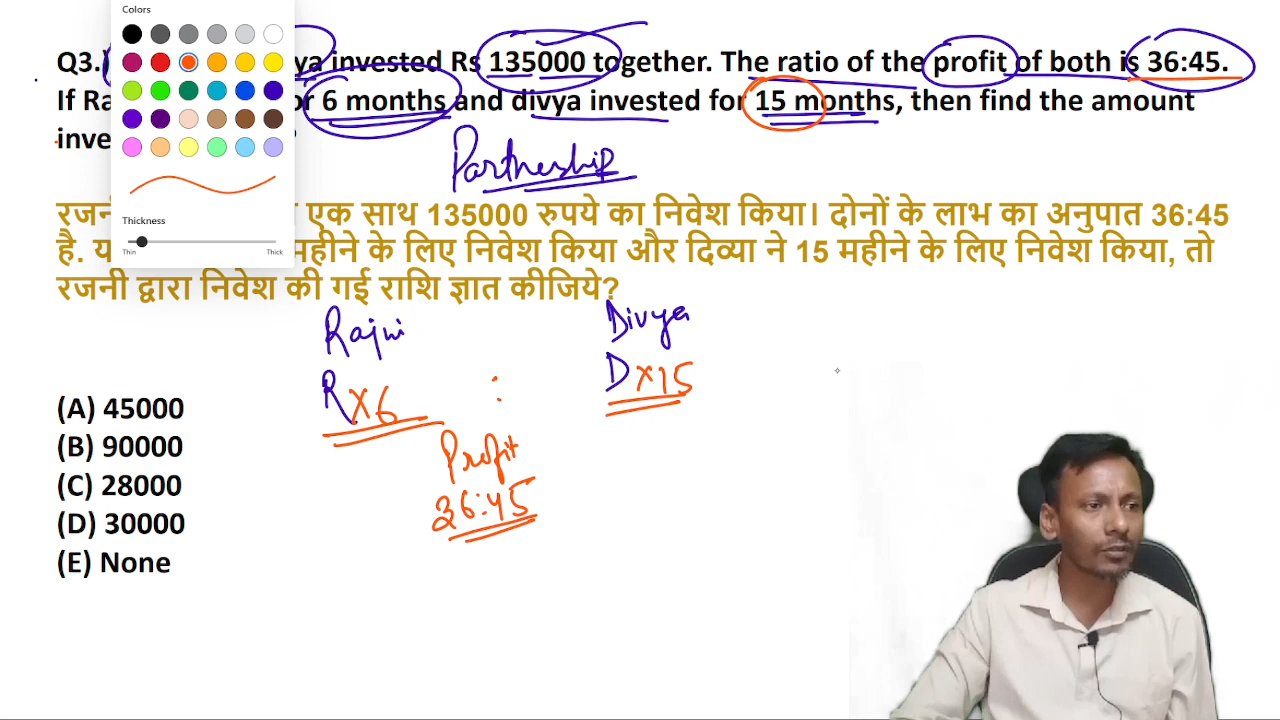 Colors
Q3.) ya invested Rs 135000 together. The ratio of the profit of both is 36:45.
If Ra or 6 months and divya invested for 15 months, then find the amount
inve
Partnership
Thickness
Thin Thick
रजनी एक साथ 135000 रुपये का निवेश किया। दोनों के लाभ का अनुपात 36:45
है. य महीने के लिए निवेश किया और दिव्या ने 15 महीने के लिए निवेश किया, तो
रजनी द्वारा निवेश की गई राशि ज्ञात कीजिये?
Rajni Divya
R×6 : D×15
Profit
36:45
(A) 45000
(B) 90000
(C) 28000
(D) 30000
(E) None